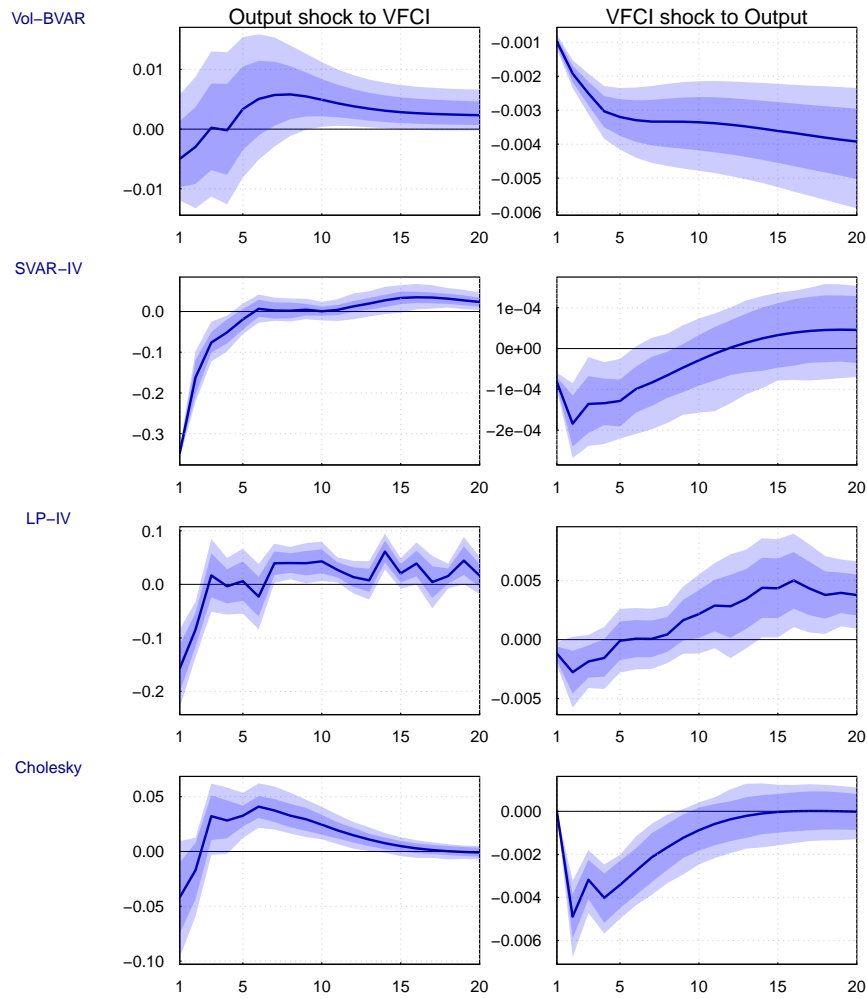 Output shock to VFCI
VFCI shock to Output
Vol−BVAR
0.01
0.00
−0.01
1 5 10 15 20
−0.001
−0.002
−0.003
−0.004
−0.005
−0.006
1 5 10 15 20
SVAR−IV
0.0
−0.1
−0.2
−0.3
1 5 10 15 20
1e−04
0e+00
−1e−04
−2e−04
1 5 10 15 20
LP−IV
0.1
0.0
−0.1
−0.2
1 5 10 15 20
0.005
0.000
−0.005
1 5 10 15 20
Cholesky
0.05
0.00
−0.05
−0.10
1 5 10 15 20
0.000
−0.002
−0.004
−0.006
1 5 10 15 20